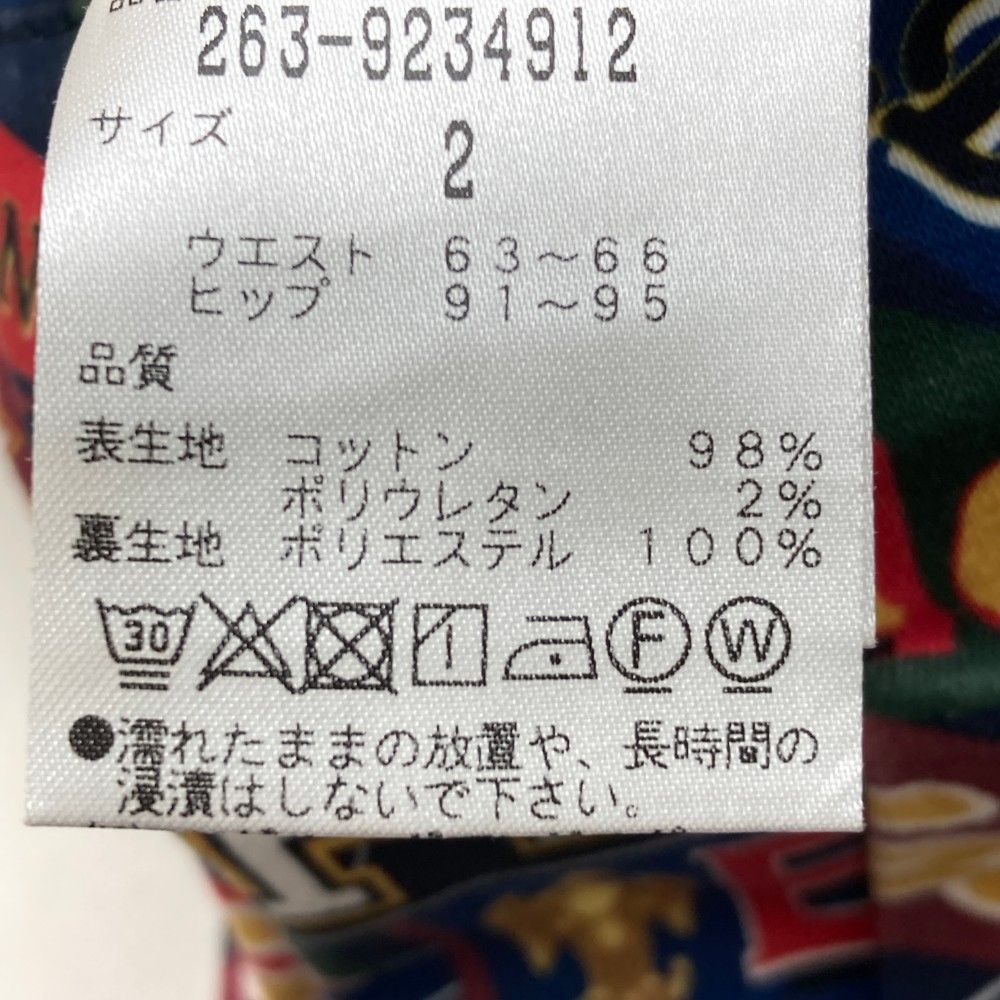 263-9234912
サイズ 2
ウエスト 63～66
ヒップ 91～95
品質
表生地 コットン 98%
ポリウレタン 2%
裏生地 ポリエステル 100%
30 F W
●濡れたままの放置や、長時間の
浸漬はしないで下さい。